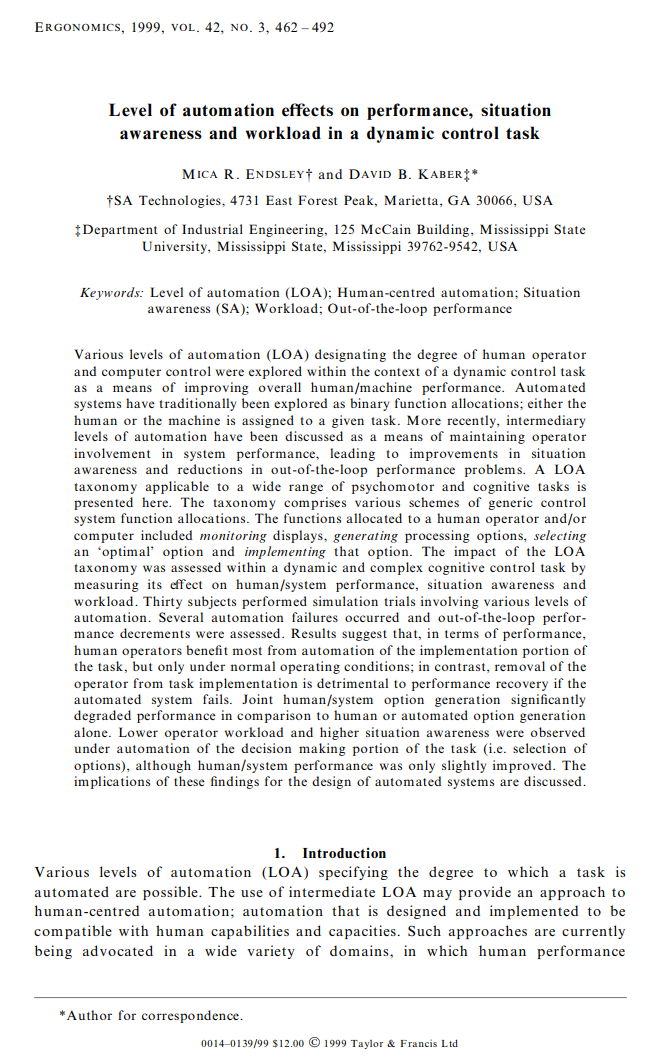 ERGONOMICS, 1999, VOL. 42, NO. 3, 462 – 492
Level of automation effects on performance, situation
awareness and workload in a dynamic control task
MICA R. ENDSLEY† and DAVID B. KABER‡*
†SA Technologies, 4731 East Forest Peak, Marietta, GA 30066, USA
‡Department of Industrial Engineering, 125 McCain Building, Mississippi State
University, Mississippi State, Mississippi 39762-9542, USA
Keywords: Level of automation (LOA); Human-centred automation; Situation
awareness (SA); Workload; Out-of-the-loop performance
Various levels of automation (LOA) designating the degree of human operator
and computer control were explored within the context of a dynamic control task
as a means of improving overall human/machine performance. Automated
systems have traditionally been explored as binary function allocations; either the
human or the machine is assigned to a given task. More recently, intermediary
levels of automation have been discussed as a means of maintaining operator
involvement in system performance, leading to improvements in situation
awareness and reductions in out-of-the-loop performance problems. A LOA
taxonomy applicable to a wide range of psychomotor and cognitive tasks is
presented here. The taxonomy comprises various schemes of generic control
system function allocations. The functions allocated to a human operator and/or
computer included monitoring displays, generating processing options, selecting
an ‘optimal’ option and implementing that option. The impact of the LOA
taxonomy was assessed within a dynamic and complex cognitive control task by
measuring its effect on human/system performance, situation awareness and
workload. Thirty subjects performed simulation trials involving various levels of
automation. Several automation failures occurred and out-of-the-loop perfor-
mance decrements were assessed. Results suggest that, in terms of performance,
human operators benefit most from automation of the implementation portion of
the task, but only under normal operating conditions; in contrast, removal of the
operator from task implementation is detrimental to performance recovery if the
automated system fails. Joint human/system option generation significantly
degraded performance in comparison to human or automated option generation
alone. Lower operator workload and higher situation awareness were observed
under automation of the decision making portion of the task (i.e. selection of
options), although human/system performance was only slightly improved. The
implications of these findings for the design of automated systems are discussed.
1. Introduction
Various levels of automation (LOA) specifying the degree to which a task is
automated are possible. The use of intermediate LOA may provide an approach to
human-centred automation; automation that is designed and implemented to be
compatible with human capabilities and capacities. Such approaches are currently
being advocated in a wide variety of domains, in which human performance
*Author for correspondence.
0014–0139/99 $12.00 © 1999 Taylor & Francis Ltd